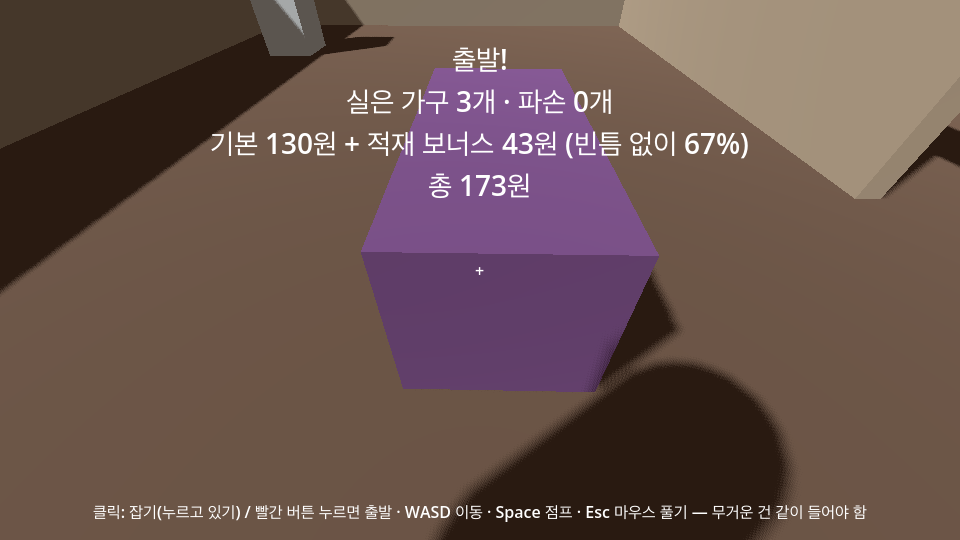 출발!
실은 가구 3개 · 파손 0개
기본 130원 + 적재 보너스 43원 (빈틈 없이 67%)
총 173원
클릭: 잡기(누르고 있기) / 빨간 버튼 누르면 출발 · WASD 이동 · Space 점프 · Esc 마우스 풀기 — 무거운 건 같이 들어야 함